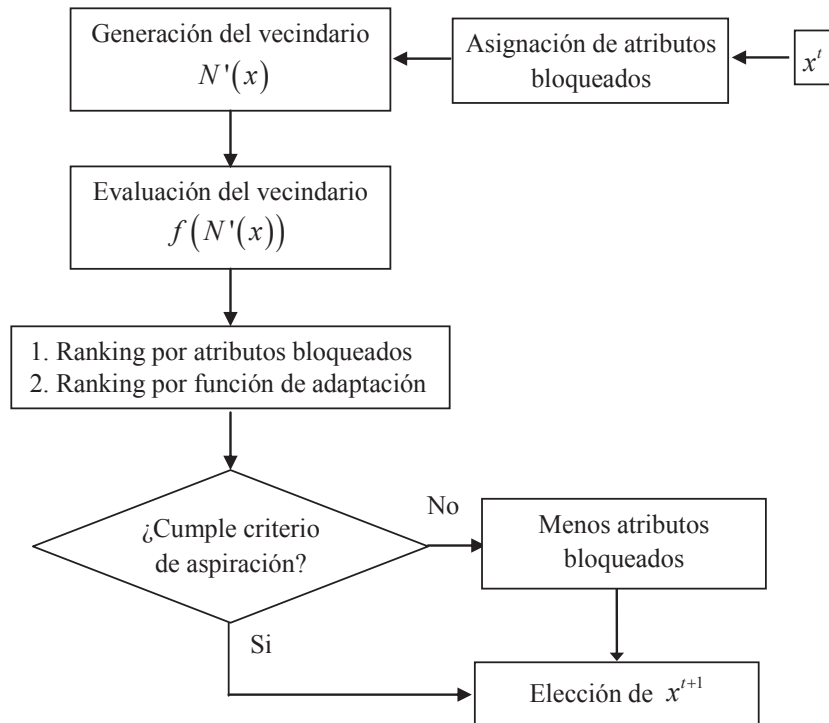 x^t
Asignación de atributos
bloqueados
Generación del vecindario
N'(x)
Evaluación del vecindario
f(N'(x))
1. Ranking por atributos bloqueados
2. Ranking por función de adaptación
¿Cumple criterio
de aspiración?
No
Menos atributos
bloqueados
Si
Elección de x^{t+1}